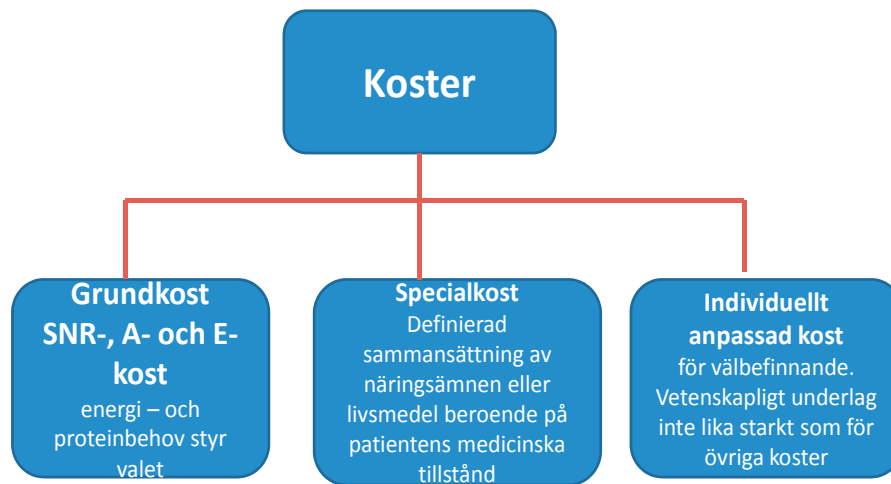 Koster
Grundkost
SNR-, A- och E-
kost
energi – och
proteinbehov styr
valet
Specialkost
Definierad
sammansättning av
näringsämnen eller
livsmedel beroende på
patientens medicinska
tillstånd
Individuellt
anpassad kost
för välbefinnande.
Vetenskapligt underlag
inte lika starkt som för
övriga koster